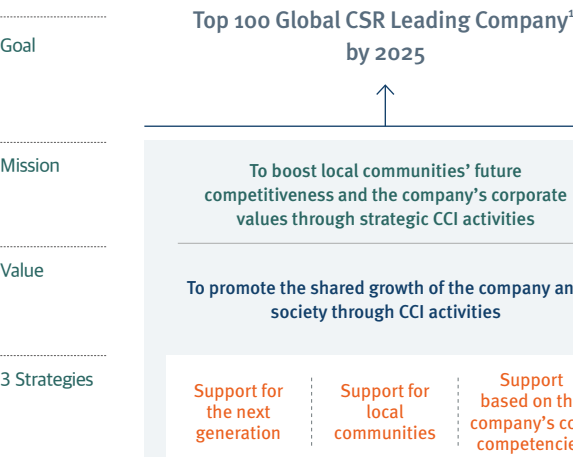 Goal
Top 100 Global CSR Leading Company¹
by 2025
Mission
To boost local communities' future
competitiveness and the company's corporate
values through strategic CCI activities
Value
To promote the shared growth of the company an
society through CCI activities
3 Strategies
Support for
the next
generation
Support for
local
communities
Support
based on th
company's co
competencie